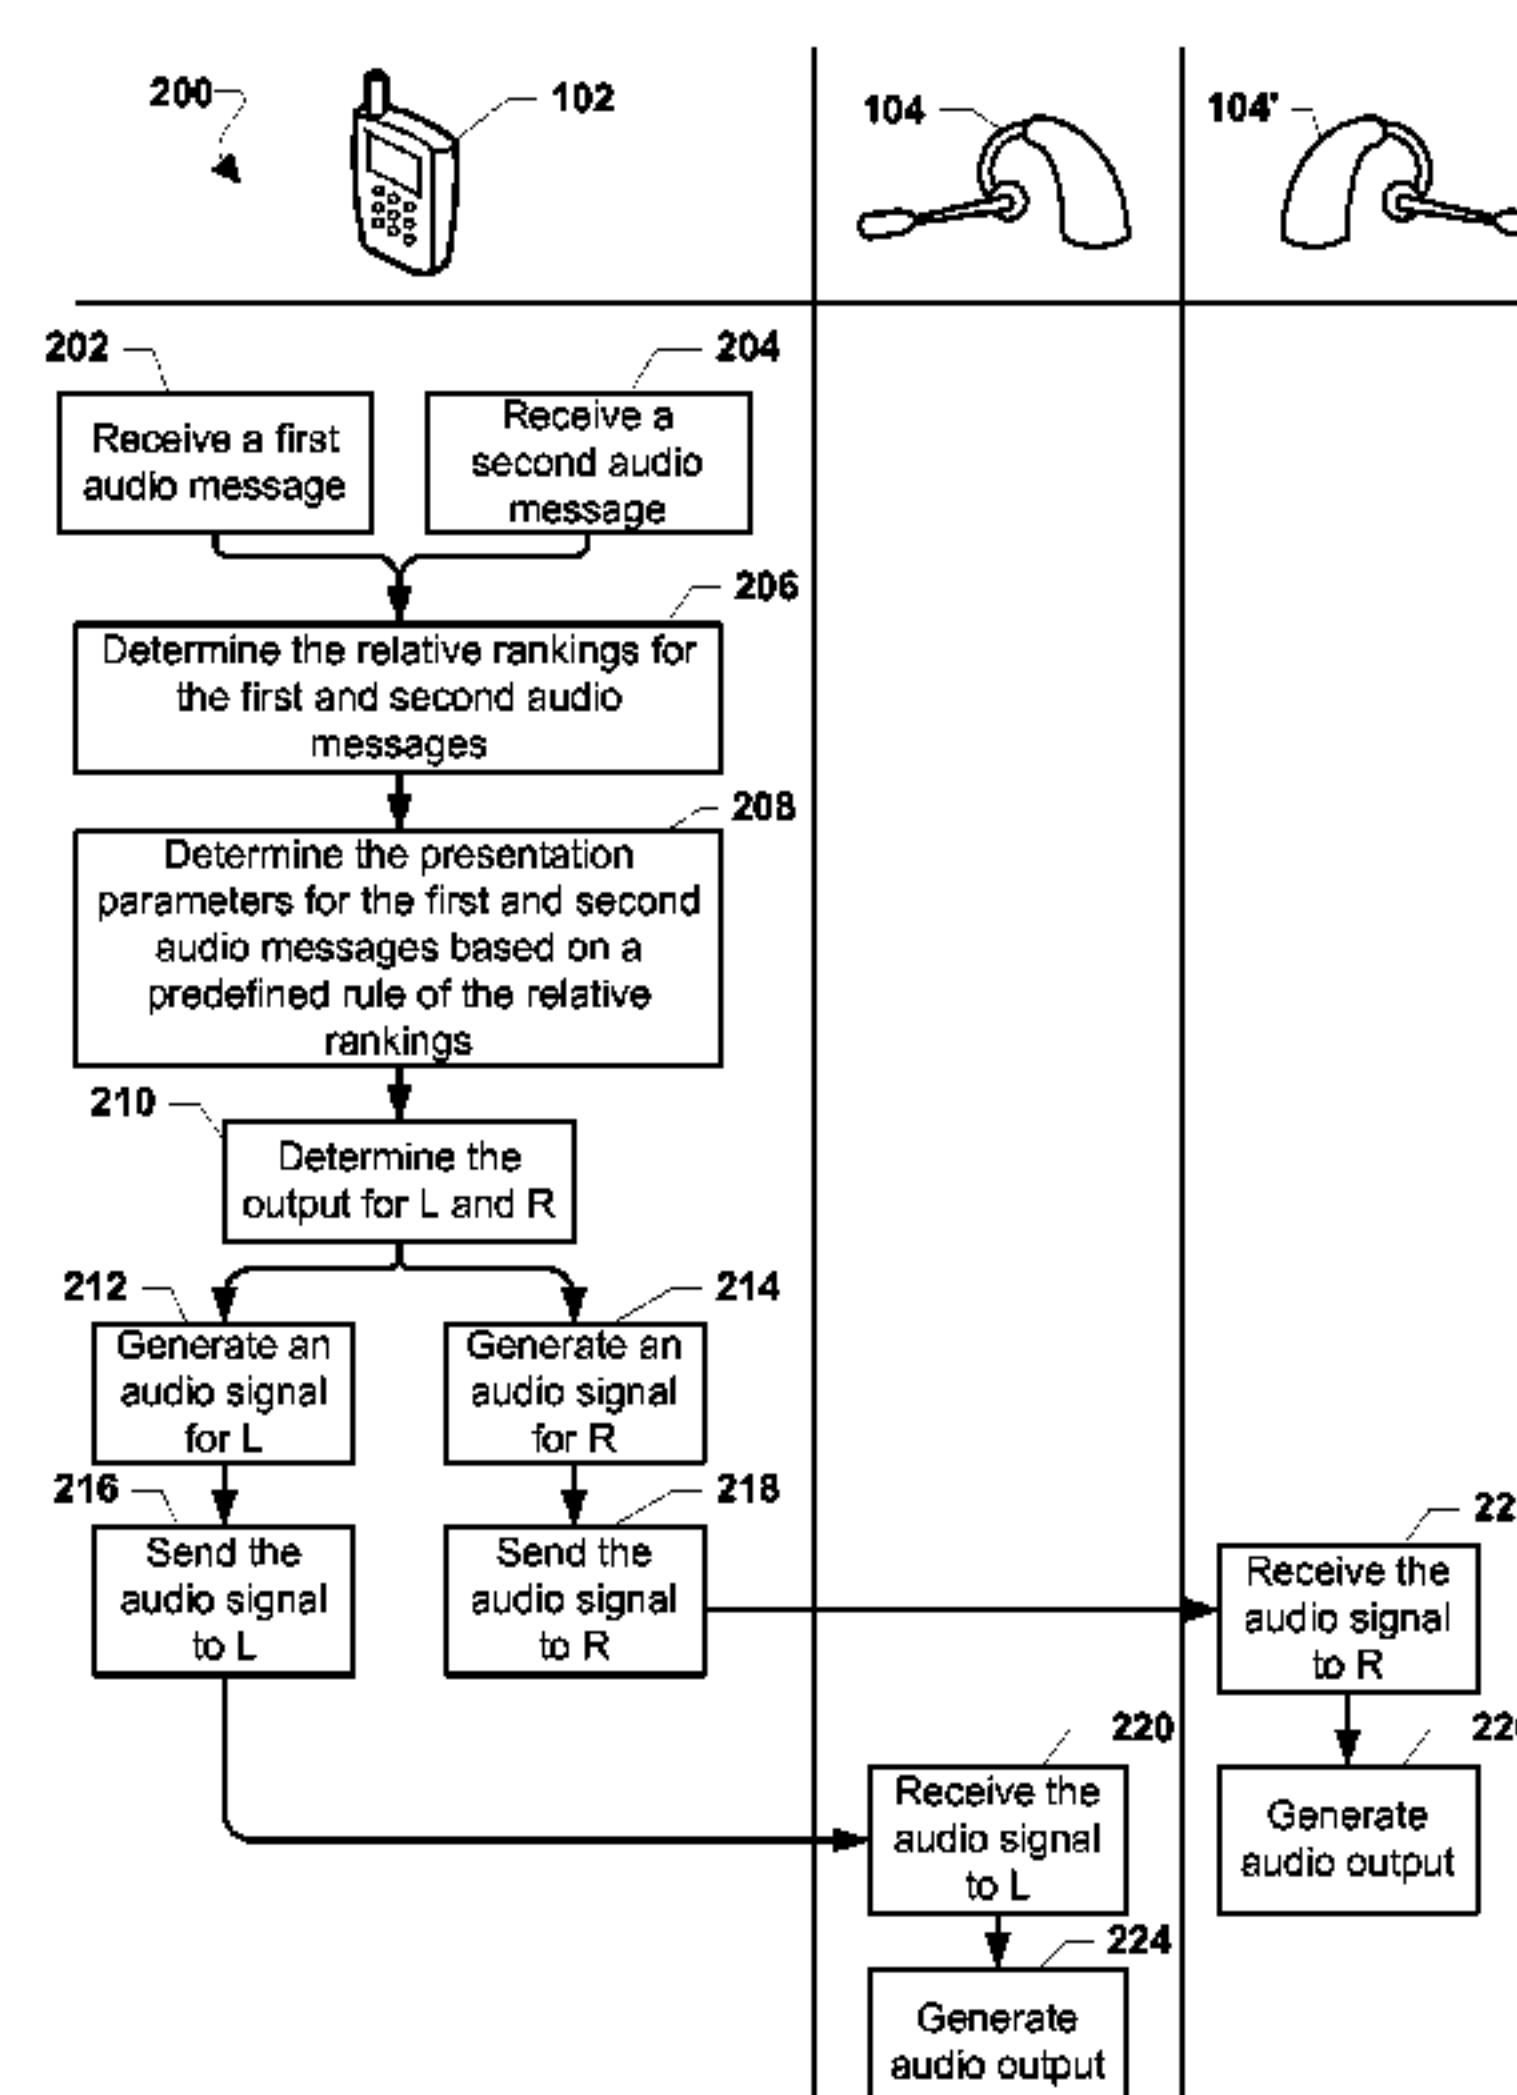 200
102
104
104'
202
204
Receive a first
audio message
Receive a
second audio
message
206
Determine the relative rankings for
the first and second audio
messages
208
Determine the presentation
parameters for the first and second
audio messages based on a
predefined rule of the relative
rankings
210
Determine the
output for L and R
212
214
Generate an
audio signal
for L
Generate an
audio signal
for R
216
218
Send the
audio signal
to L
Send the
audio signal
to R
Receive the
audio signal
to R
220
Receive the
audio signal
to L
Generate
audio output
224
Generate
audio output